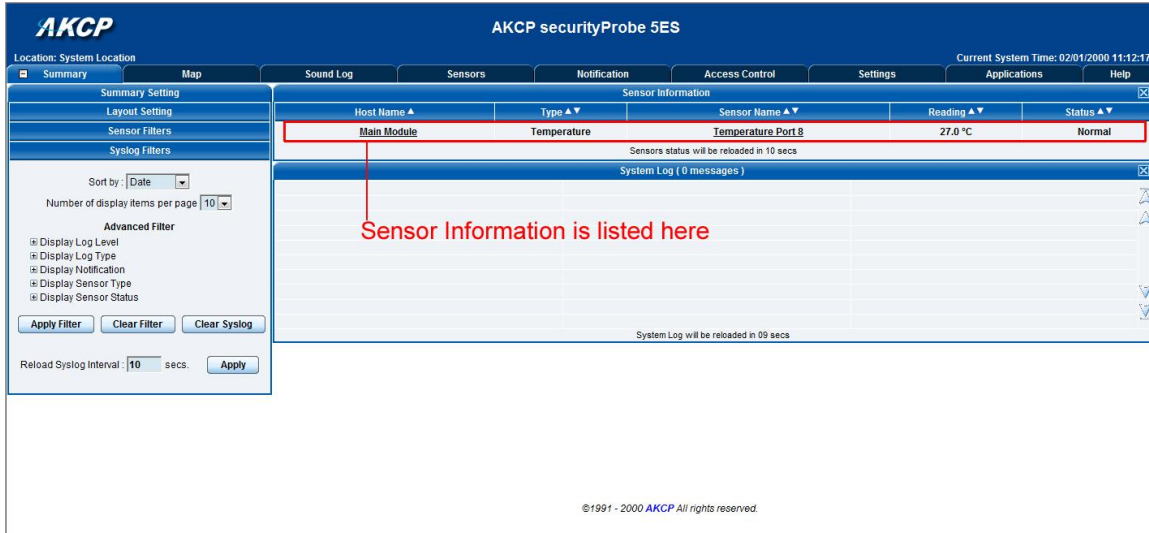 AKCP
AKCP securityProbe 5ES
Location: System Location
Current System Time: 02/01/2000 11:12:17
Summary Map Sound Log Sensors Notification Access Control Settings Applications Help
Summary Setting
Layout Setting
Sensor Filters
Syslog Filters
Sort by : Date
Number of display items per page 10
Advanced Filter
Display Log Level
Display Log Type
Display Notification
Display Sensor Type
Display Sensor Status
Apply Filter Clear Filter Clear Syslog
Reload Syslog Interval : 10 secs. Apply
Sensor Information
Host Name Type Sensor Name Reading Status
Main Module Temperature Temperature Port 8 27.0 °C Normal
Sensors status will be reloaded in 10 secs
System Log ( 0 messages )
Sensor Information is listed here
System Log will be reloaded in 09 secs
©1991 - 2000 AKCP All rights reserved.